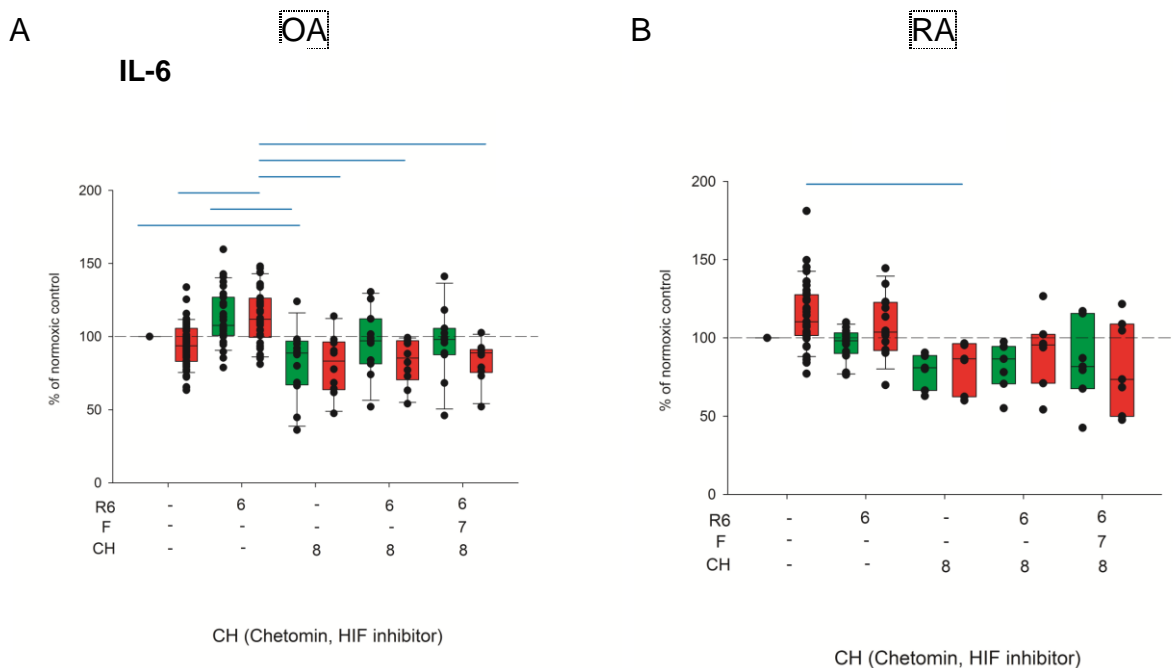 A OA B RA
IL-6
% of normoxic control
200
150
100
50
0
R6 - 6 - 6 6
F - - - - 7
CH - - 8 8 8
CH (Chetomin, HIF inhibitor)
% of normoxic control
200
150
100
50
0
R6 - 6 - 6 6
F - - - - 7
CH - - 8 8 8
CH (Chetomin, HIF inhibitor)